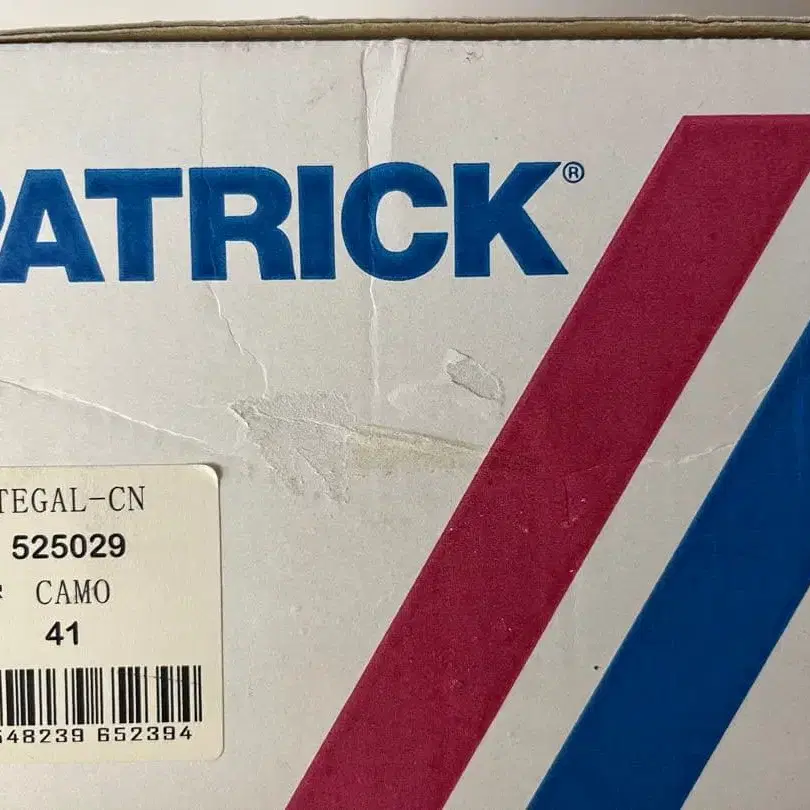 PATRICK®
TEGAL-CN
525029
CAMO
41
548239 652394